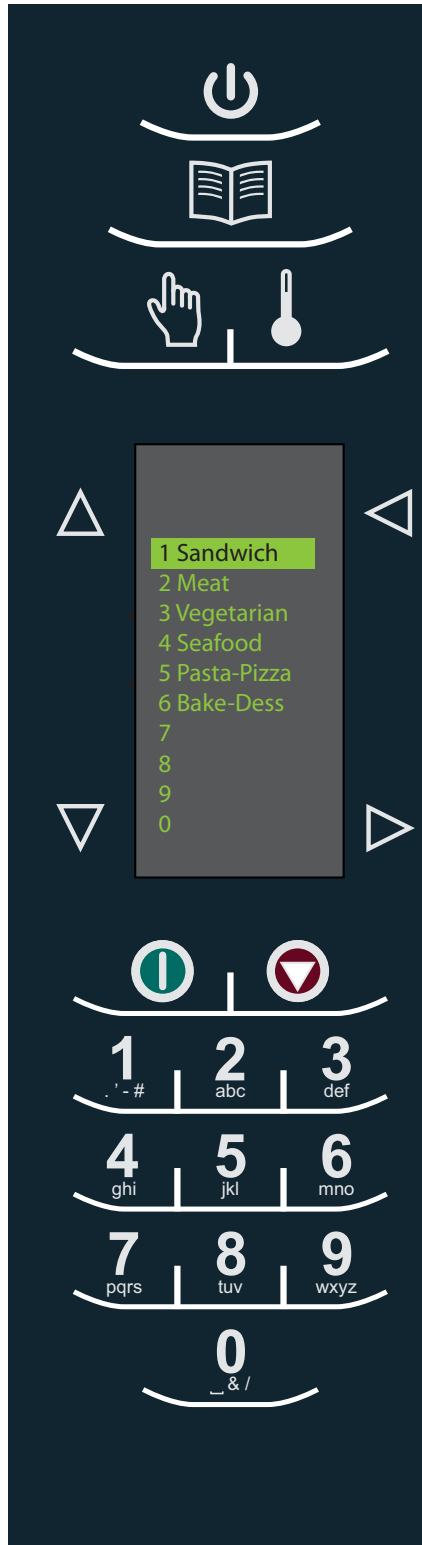 1 Sandwich
2 Meat
3 Vegetarian
4 Seafood
5 Pasta-Pizza
6 Bake-Dess
7
8
9
0
1 2 3
. ' - # abc def
4 5 6
ghi jkl mno
7 8 9
pqrs tuv wxyz
0
⎵ & /